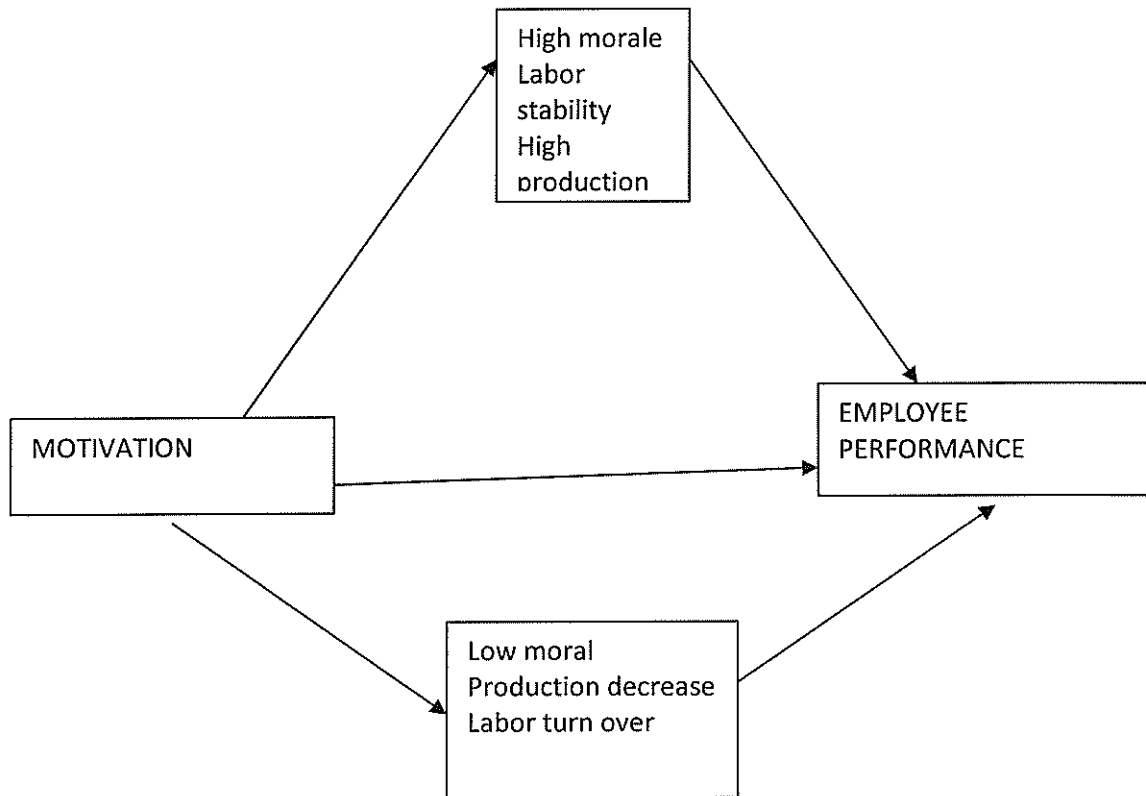 High morale
Labor
stability
High
production
MOTIVATION
EMPLOYEE
PERFORMANCE
Low moral
Production decrease
Labor turn over